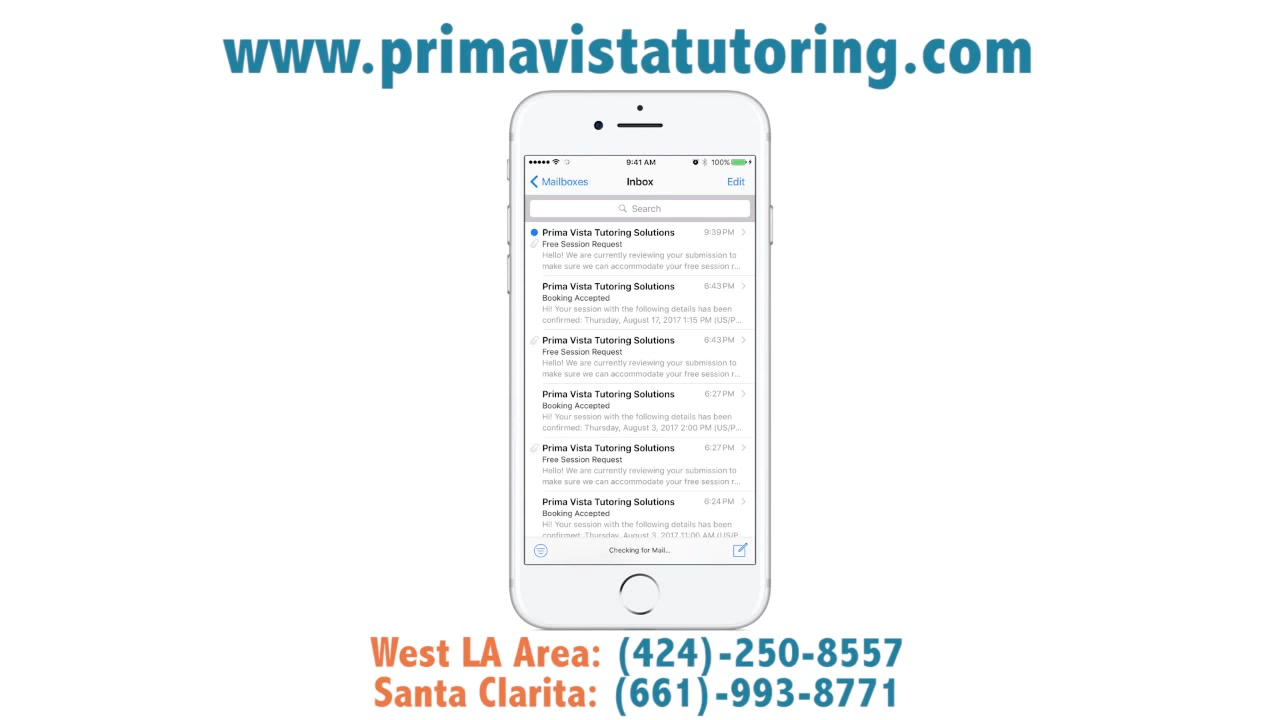 www.primavistatutoring.com
9:41 AM 100%
Mailboxes Inbox Edit
Search
Prima Vista Tutoring Solutions 9:39 PM
Free Session Request
Hello! We are currently reviewing your submission to
make sure we can accommodate your free session r...
Prima Vista Tutoring Solutions 6:43 PM
Booking Accepted
Hi! Your session with the following details has been
confirmed: Thursday, August 17, 2017 1:15 PM (US/P...
Prima Vista Tutoring Solutions 6:43 PM
Free Session Request
Hello! We are currently reviewing your submission to
make sure we can accommodate your free session r...
Prima Vista Tutoring Solutions 6:27 PM
Booking Accepted
Hi! Your session with the following details has been
confirmed: Thursday, August 3, 2017 2:00 PM (US/P...
Prima Vista Tutoring Solutions 6:27 PM
Free Session Request
Hello! We are currently reviewing your submission to
make sure we can accommodate your free session r...
Prima Vista Tutoring Solutions 6:24 PM
Booking Accepted
Hi! Your session with the following details has been
confirmed: Thursday, August 3, 2017 11:00 AM (US/P...
Checking for Mail...
West LA Area: (424)-250-8557
Santa Clarita: (661)-993-8771